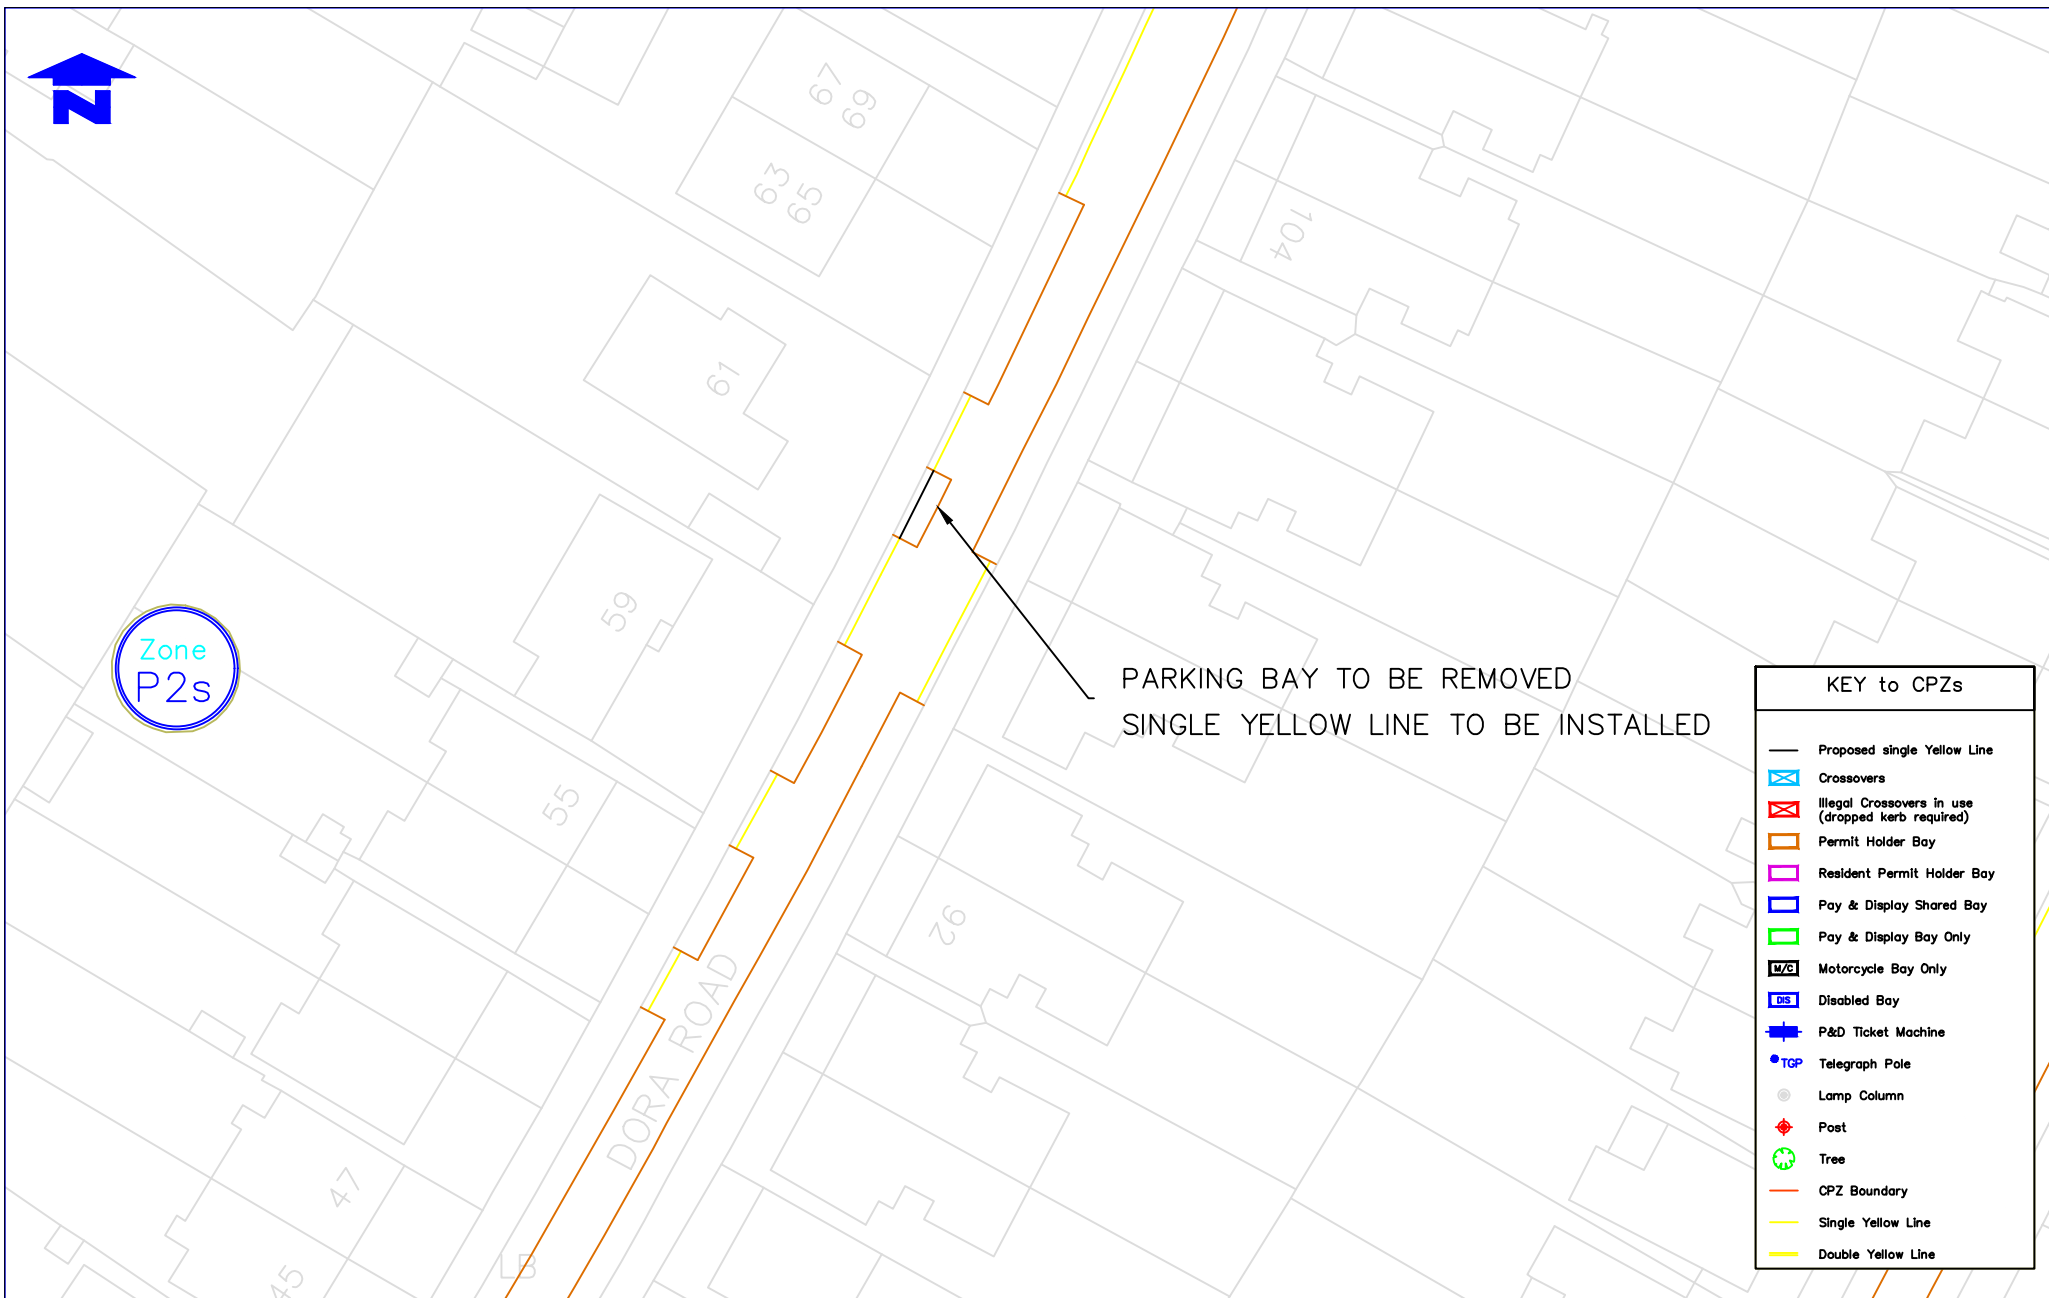 N
67
69
63
65
104
61
59
Zone
P2s
PARKING BAY TO BE REMOVED
SINGLE YELLOW LINE TO BE INSTALLED
55
92
DORA ROAD
47
45
LB
KEY to CPZs
Proposed single Yellow Line
Crossovers
Illegal Crossovers in use
(dropped kerb required)
Permit Holder Bay
Resident Permit Holder Bay
Pay & Display Shared Bay
Pay & Display Bay Only
M/C Motorcycle Bay Only
DIS Disabled Bay
P&D Ticket Machine
TGP Telegraph Pole
Lamp Column
Post
Tree
CPZ Boundary
Single Yellow Line
Double Yellow Line